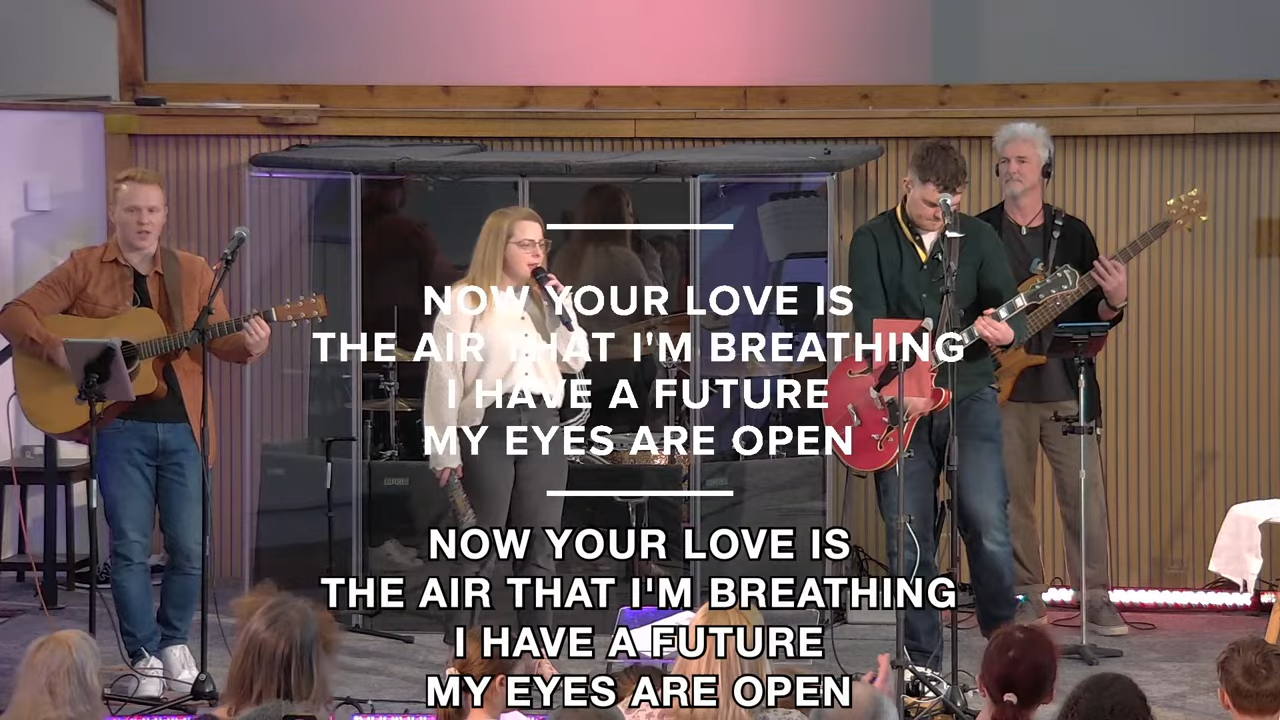 NOW YOUR LOVE IS
THE AIR THAT I'M BREATHING
I HAVE A FUTURE
MY EYES ARE OPEN
NOW YOUR LOVE IS
THE AIR THAT I'M BREATHING
I HAVE A FUTURE
MY EYES ARE OPEN